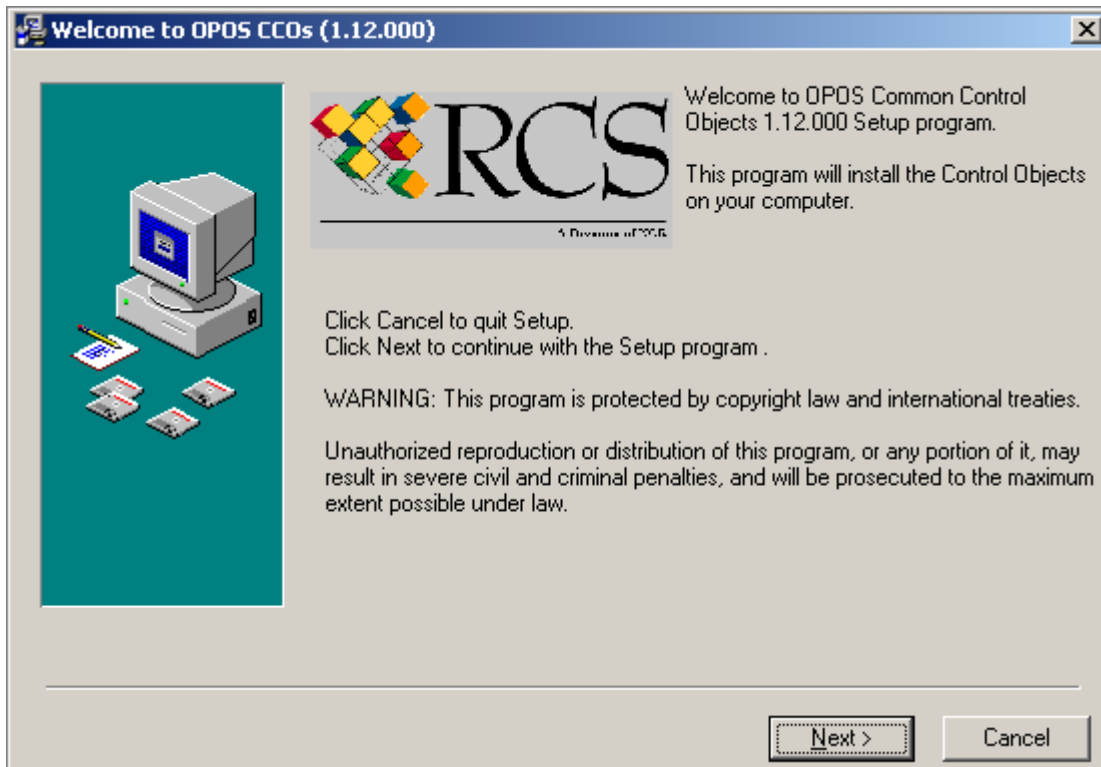 Welcome to OPOS CCOs (1.12.000)
RCS
Welcome to OPOS Common Control
Objects 1.12.000 Setup program.
This program will install the Control Objects
on your computer.
Click Cancel to quit Setup.
Click Next to continue with the Setup program .
WARNING: This program is protected by copyright law and international treaties.
Unauthorized reproduction or distribution of this program, or any portion of it, may
result in severe civil and criminal penalties, and will be prosecuted to the maximum
extent possible under law.
Next >
Cancel